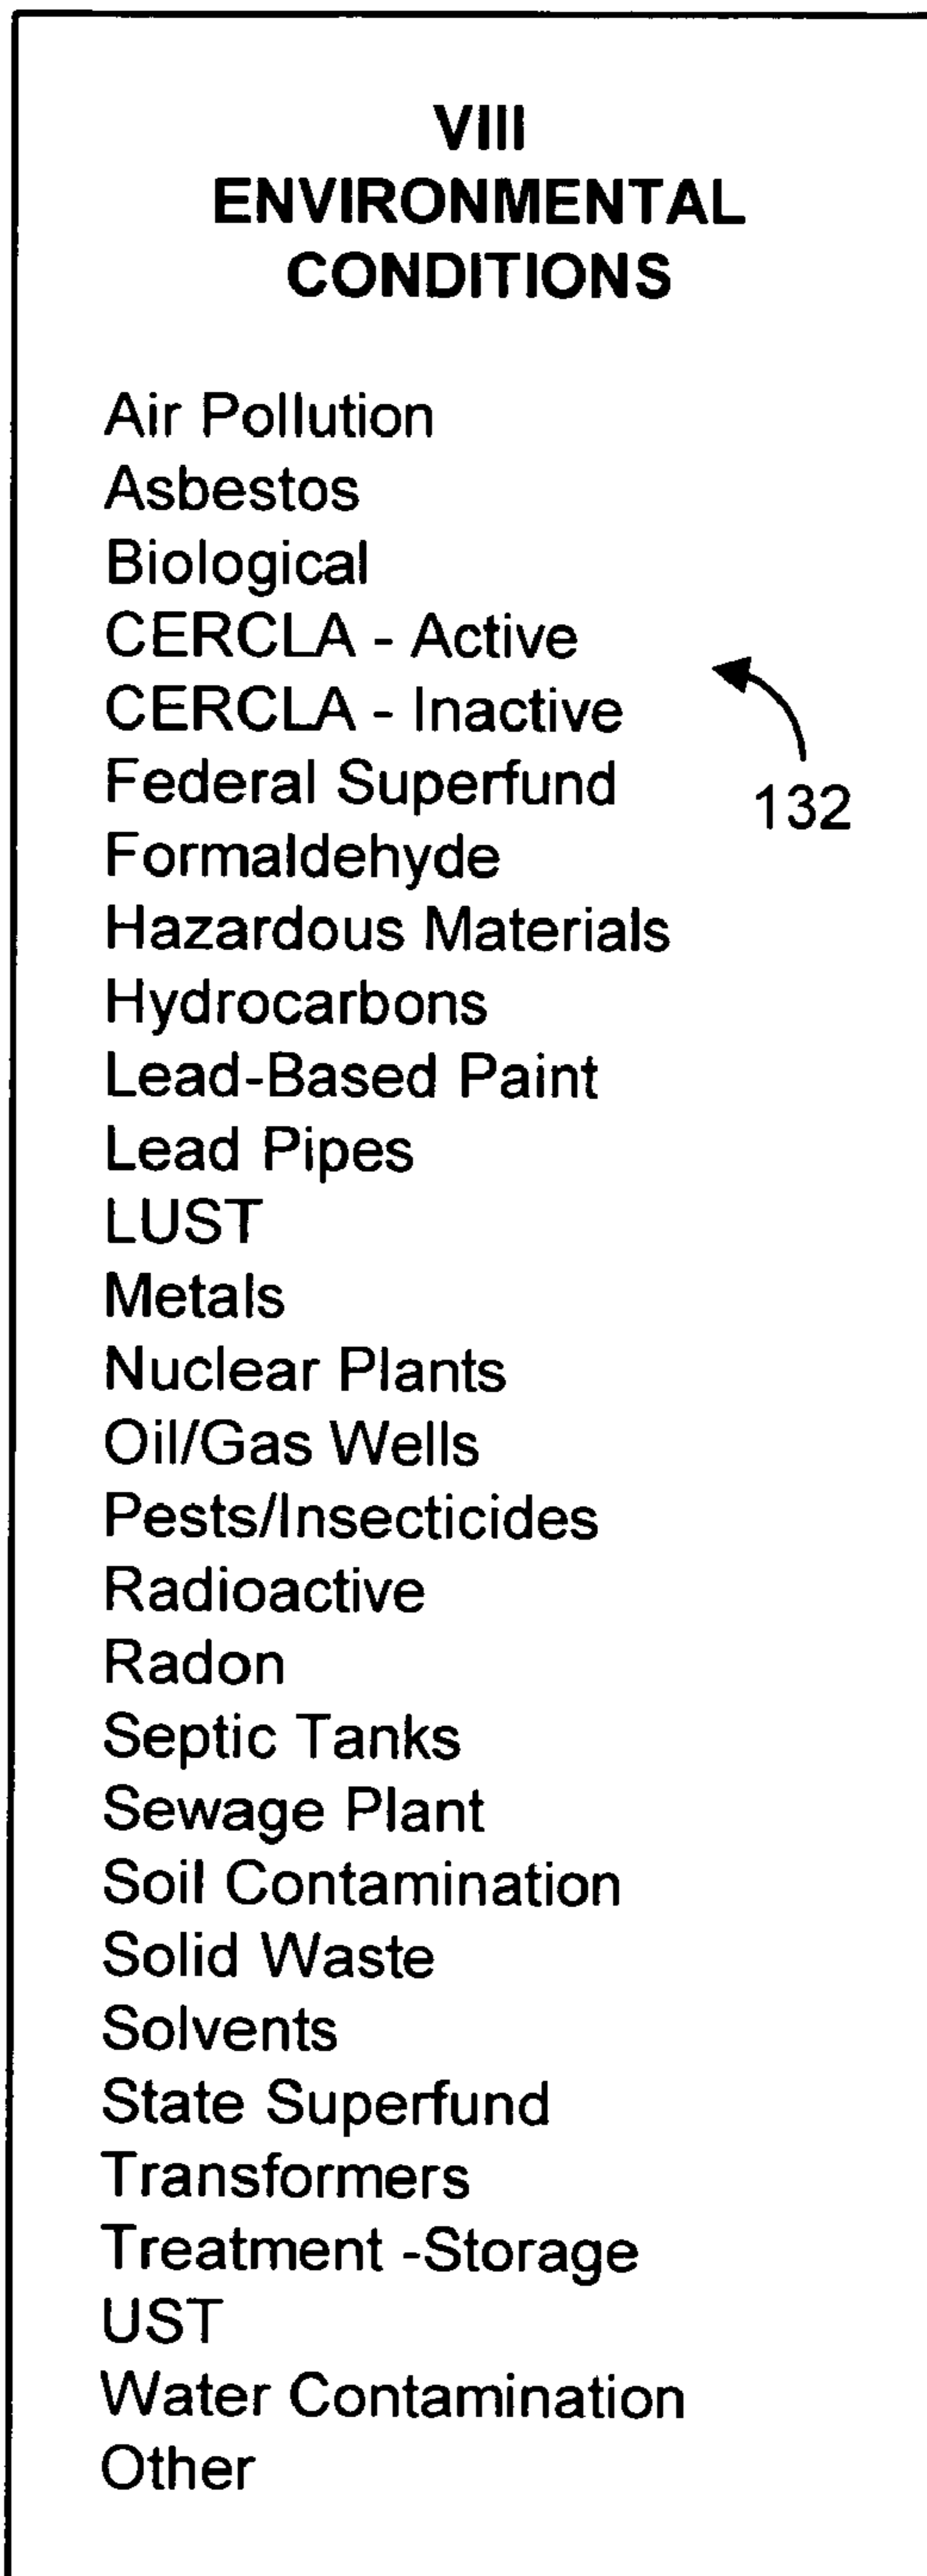 VIII
ENVIRONMENTAL
CONDITIONS
Air Pollution
Asbestos
Biological
CERCLA - Active
CERCLA - Inactive
Federal Superfund
132
Formaldehyde
Hazardous Materials
Hydrocarbons
Lead-Based Paint
Lead Pipes
LUST
Metals
Nuclear Plants
Oil/Gas Wells
Pests/Insecticides
Radioactive
Radon
Septic Tanks
Sewage Plant
Soil Contamination
Solid Waste
Solvents
State Superfund
Transformers
Treatment -Storage
UST
Water Contamination
Other